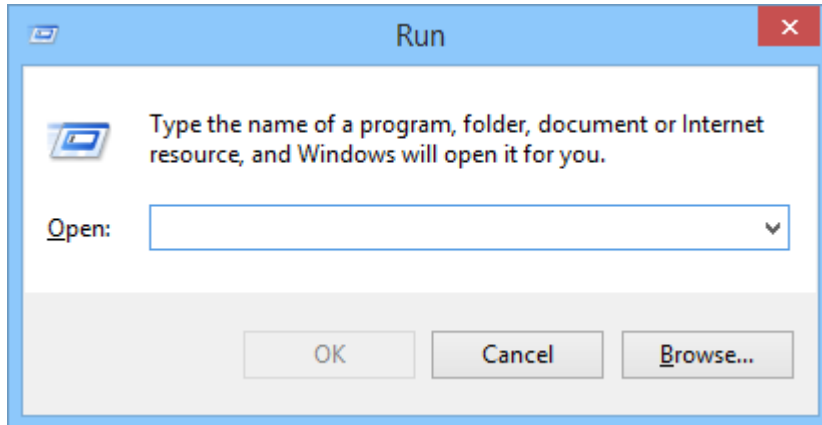 Run
Type the name of a program, folder, document or Internet
resource, and Windows will open it for you.
Open:
OK
Cancel
Browse...